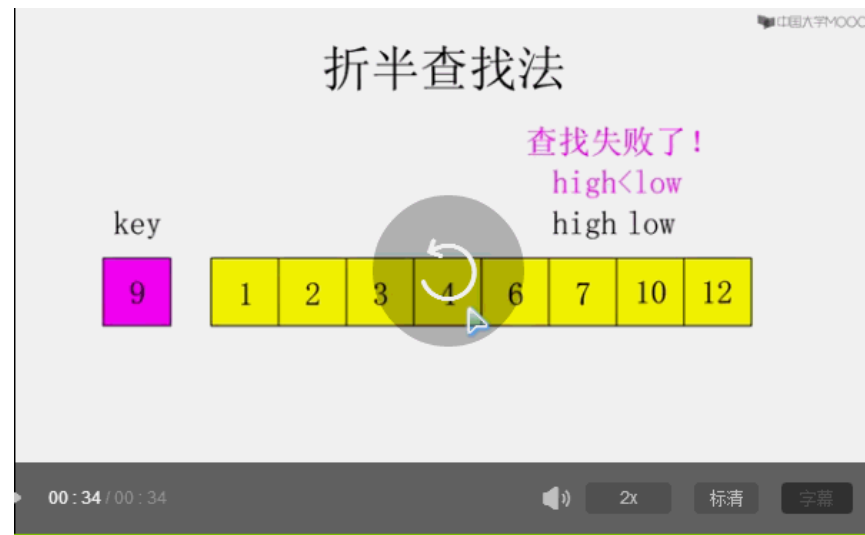 中国大学MOOC
折半查找法
查找失败了！
high<low
key
high low
9
1 2 3 4 6 7 10 12
00:34 / 00:34
2x
标清
字幕